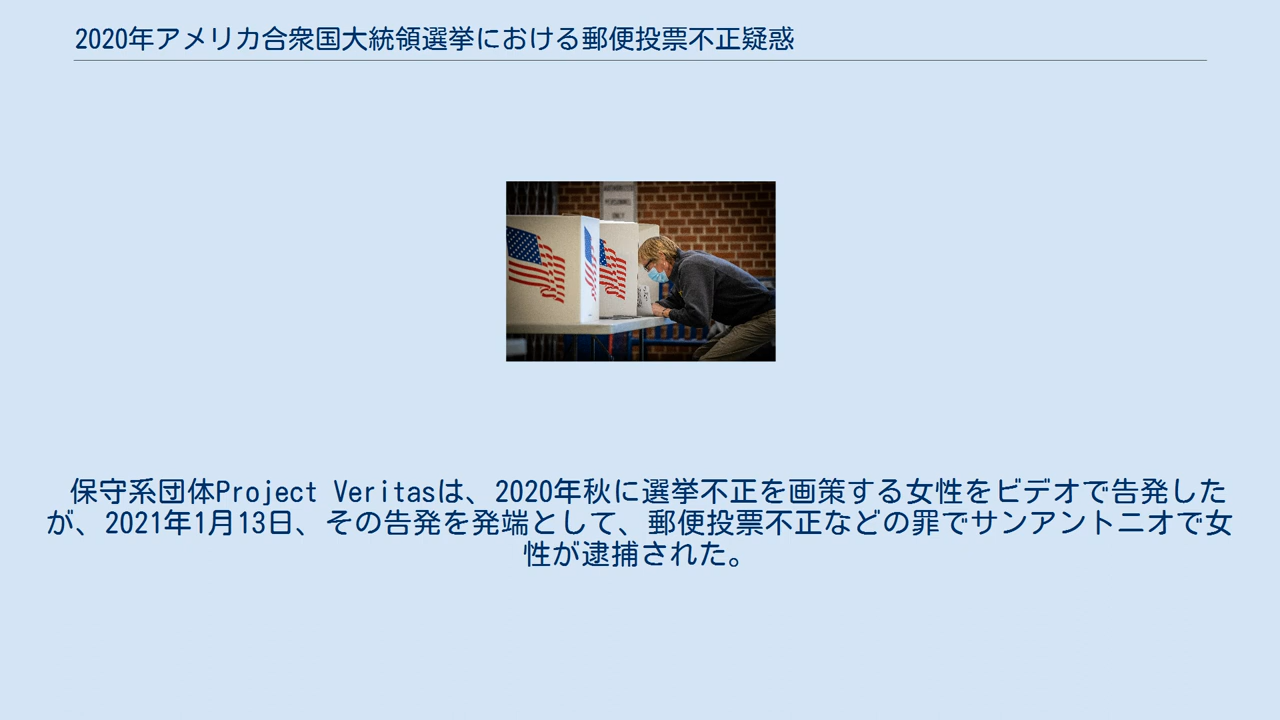 2020年アメリカ合衆国大統領選挙における郵便投票不正疑惑
AUTHORIZED
PERSONNEL
ONLY
保守系団体Project Veritasは、2020年秋に選挙不正を画策する女性をビデオで告発した
が、2021年1月13日、その告発を発端として、郵便投票不正などの罪でサンアントニオで女
性が逮捕された。